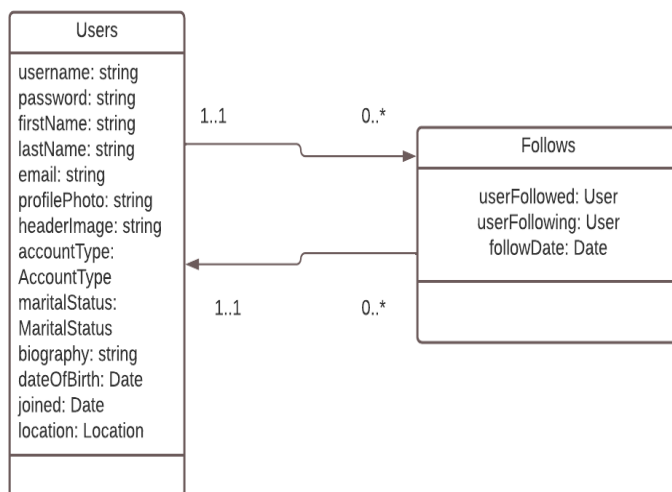 Users
username: string
password: string
firstName: string
lastName: string
email: string
profilePhoto: string
headerImage: string
accountType:
AccountType
maritalStatus:
MaritalStatus
biography: string
dateOfBirth: Date
joined: Date
location: Location
1..1
0..*
1..1
0..*
Follows
userFollowed: User
userFollowing: User
followDate: Date